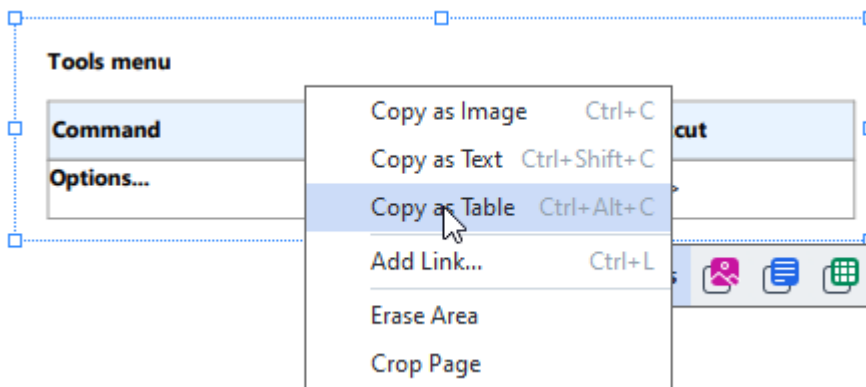 Tools menu
Command
cut
Options...
Copy as Image Ctrl+C
Copy as Text Ctrl+Shift+C
Copy as Table Ctrl+Alt+C
Add Link... Ctrl+L
Erase Area
Crop Page